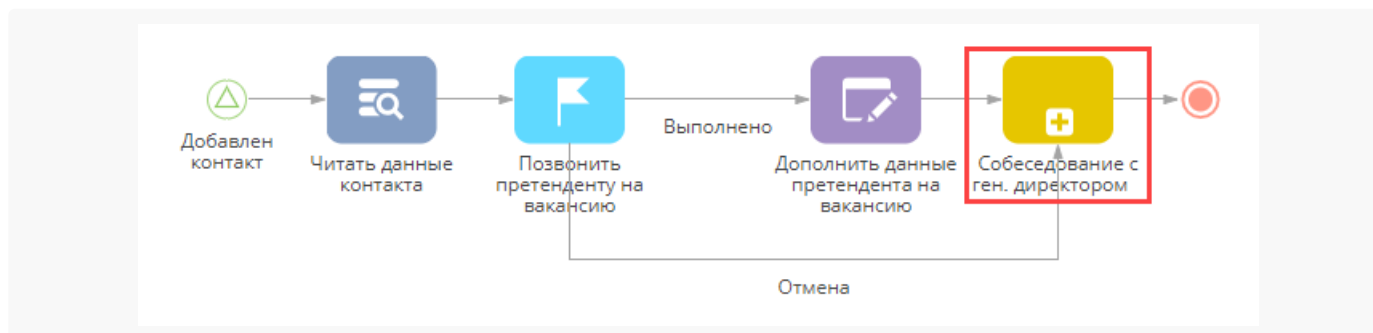 Добавлен
контакт
Читать данные
контакта
Позвонить
претенденту на
вакансию
Выполнено
Дополнить данные
претендента на
вакансию
Собеседование с
ген. директором
Отмена